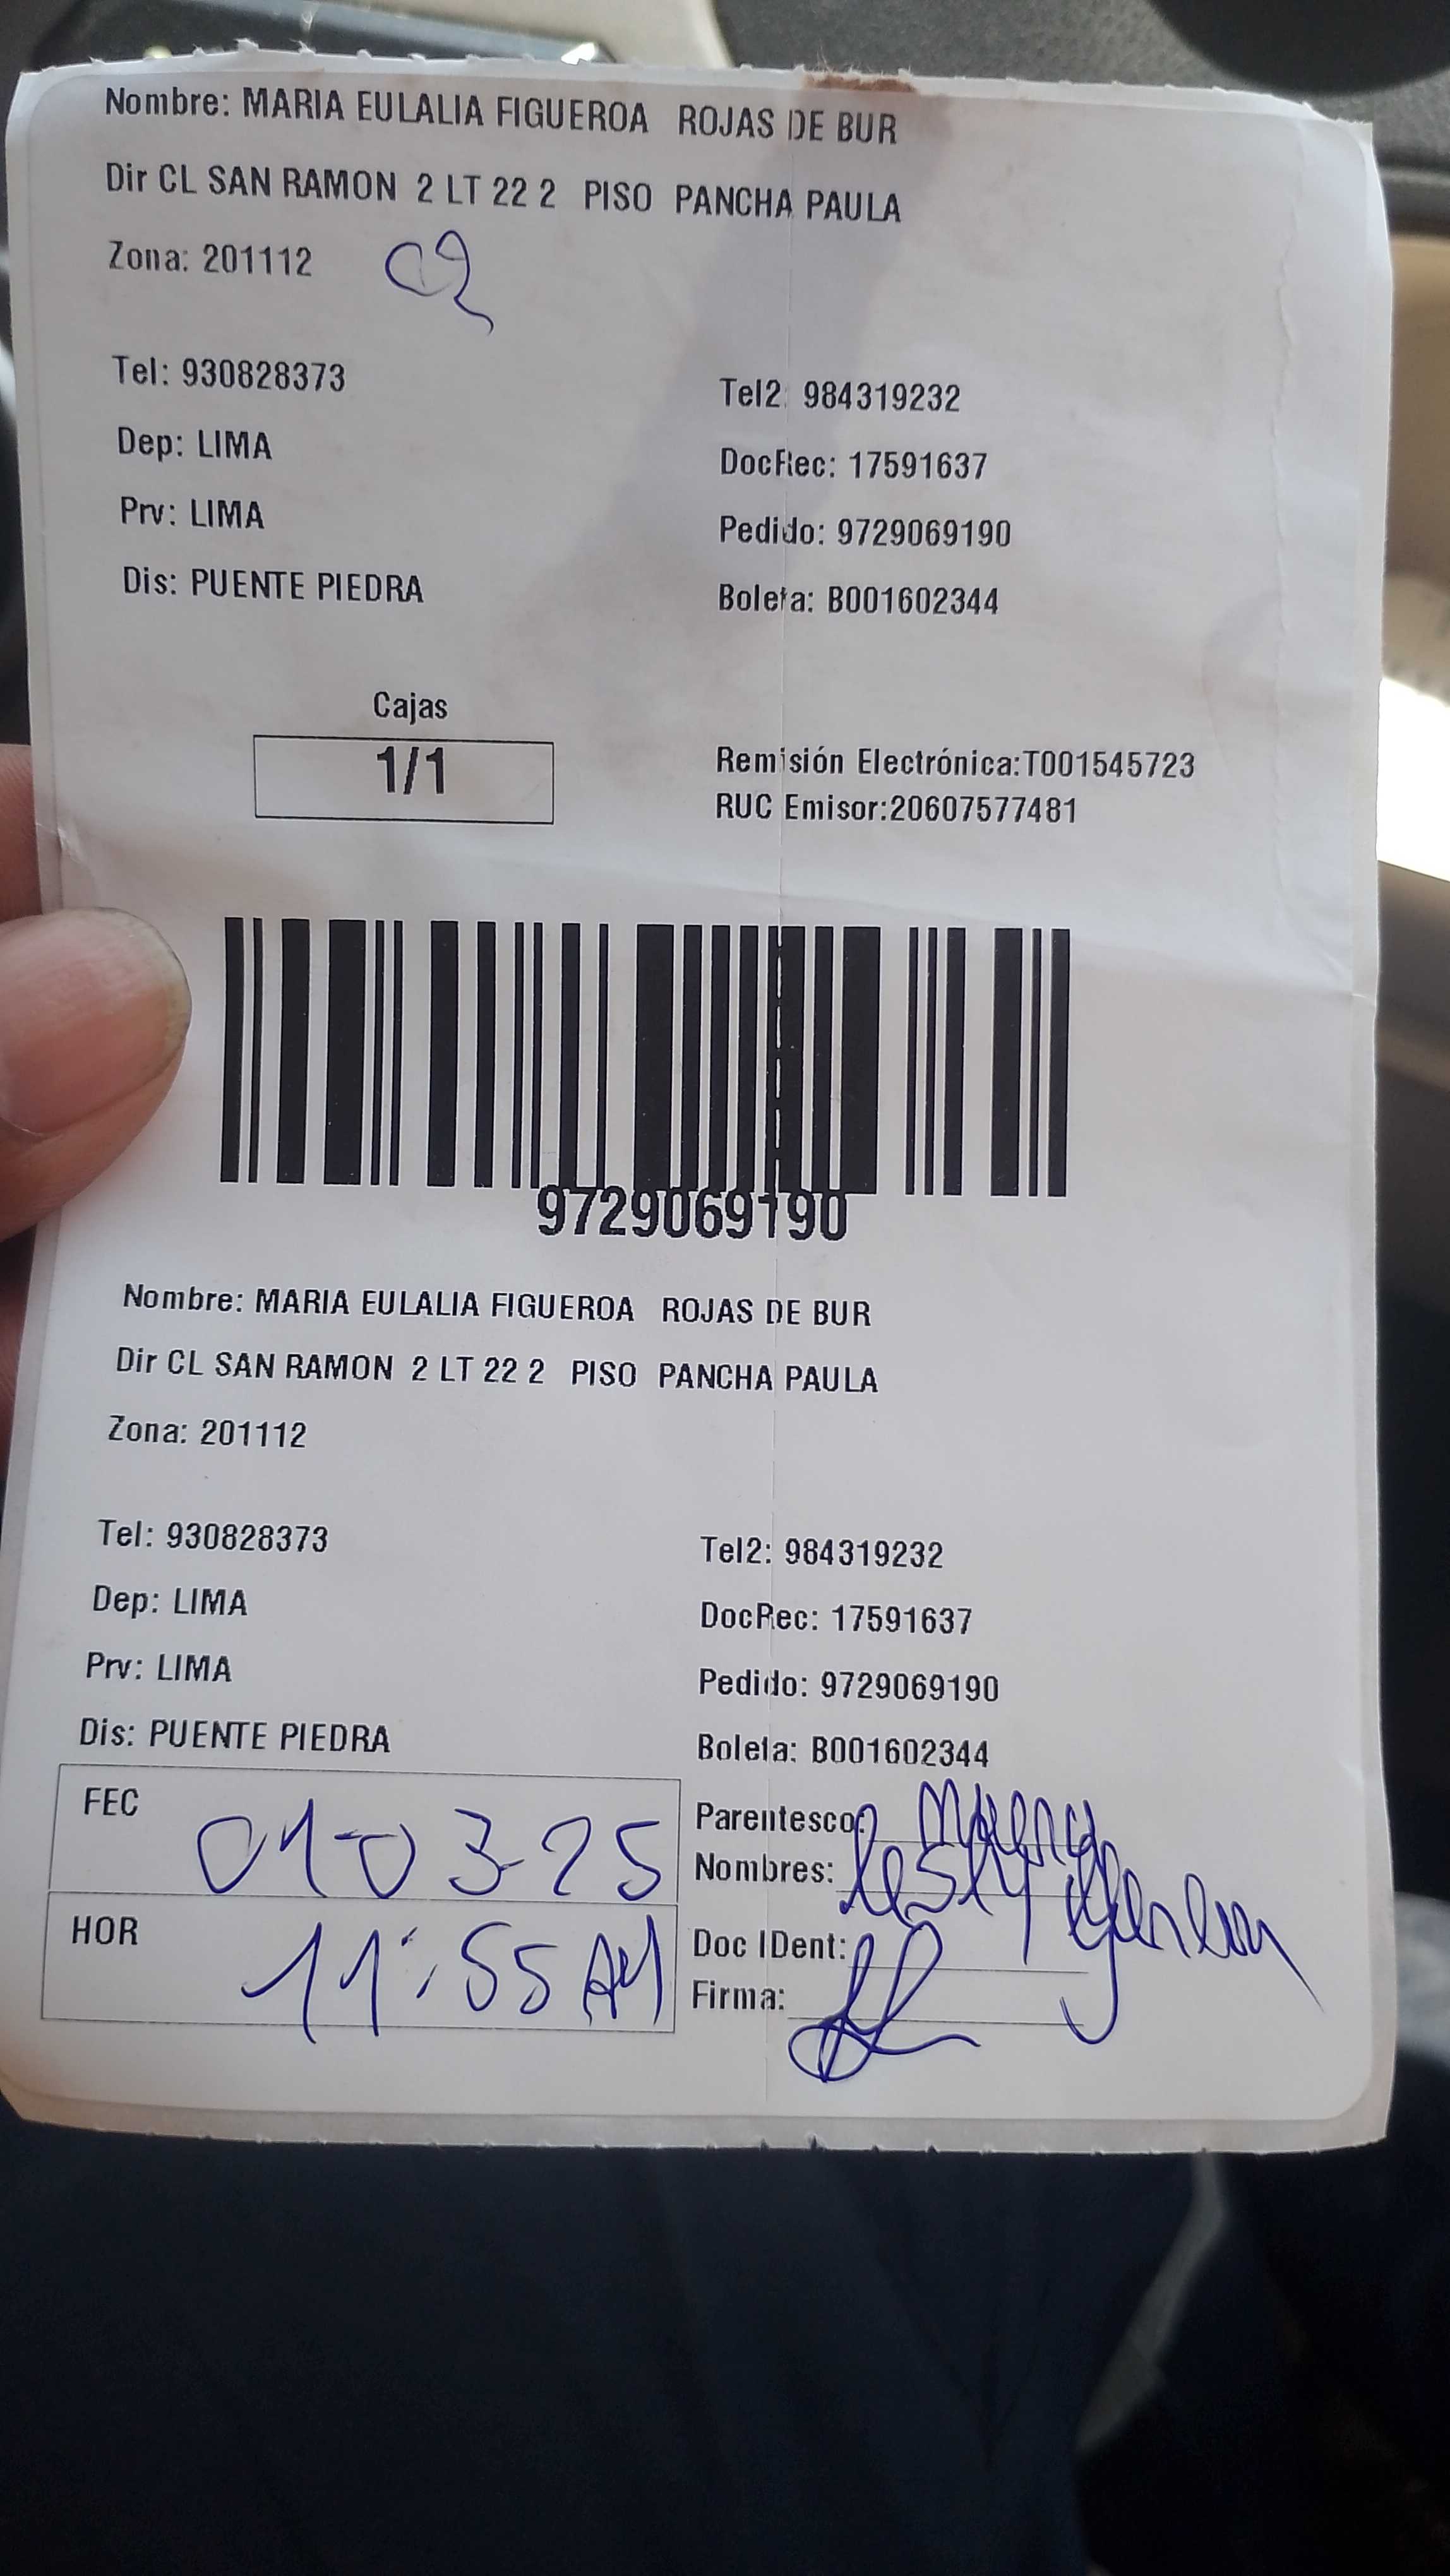 Nombre: MARIA EULALIA FIGUEROA ROJAS DE BUR
Dir CL SAN RAMON 2 LT 22 2 PISO PANCHA PAULA
Zona: 201112
Tel: 930828373
Tel2: 984319232
Dep: LIMA
DocRec: 17591637
Prv: LIMA
Pedido: 9729069190
Dis: PUENTE PIEDRA
Boleta: B001602344
Cajas
1/1
Remisión Electrónica:T001545723
RUC Emisor:20607577481
9729069190
Nombre: MARIA EULALIA FIGUEROA ROJAS DE BUR
Dir CL SAN RAMON 2 LT 22 2 PISO PANCHA PAULA
Zona: 201112
Tel: 930828373
Tel2: 984319232
Dep: LIMA
DocRec: 17591637
Prv: LIMA
Pedido: 9729069190
Dis: PUENTE PIEDRA
Boleta: B001602344
FEC 01-03-25
Parentesco:
Nombres:
HOR 11:55 AM
Doc IDent:
Firma: